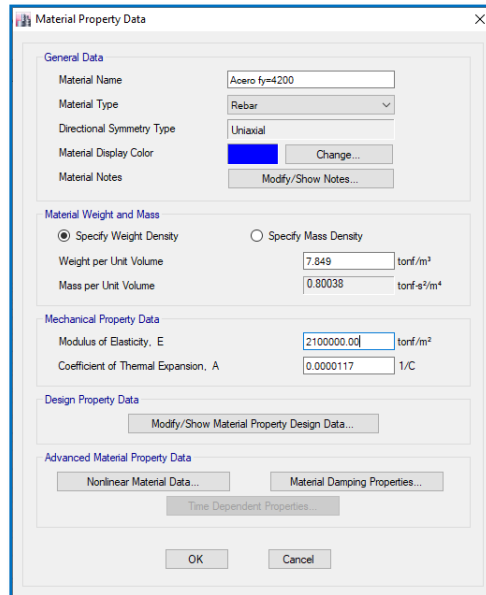 Material Property Data
General Data
Material Name Acero fy=4200
Material Type Rebar
Directional Symmetry Type Uniaxial
Material Display Color Change...
Material Notes Modify/Show Notes...
Material Weight and Mass
Specify Weight Density Specify Mass Density
Weight per Unit Volume 7.849 tonf/m³
Mass per Unit Volume 0.80038 tonf-s²/m⁴
Mechanical Property Data
Modulus of Elasticity, E 2100000.00 tonf/m²
Coefficient of Thermal Expansion, A 0.0000117 1/C
Design Property Data
Modify/Show Material Property Design Data...
Advanced Material Property Data
Nonlinear Material Data... Material Damping Properties...
Time Dependent Properties...
OK Cancel